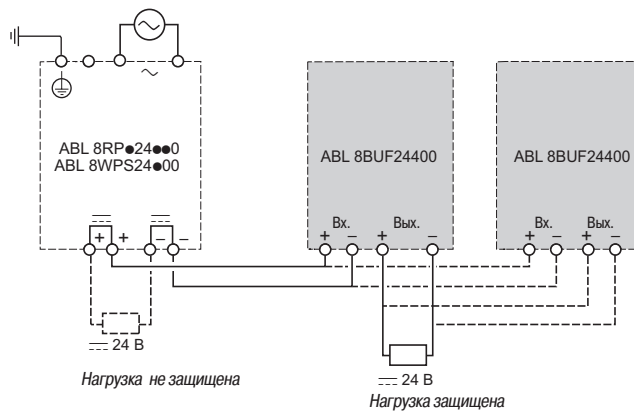 ABL 8RP●24●●0
ABL 8WPS24●00
+ + – –
ABL 8BUF24400
Вх. Вых.
+ – + –
ABL 8BUF24400
Вх. Вых.
+ – + –
24 В
Нагрузка не защищена
24 В
Нагрузка защищена